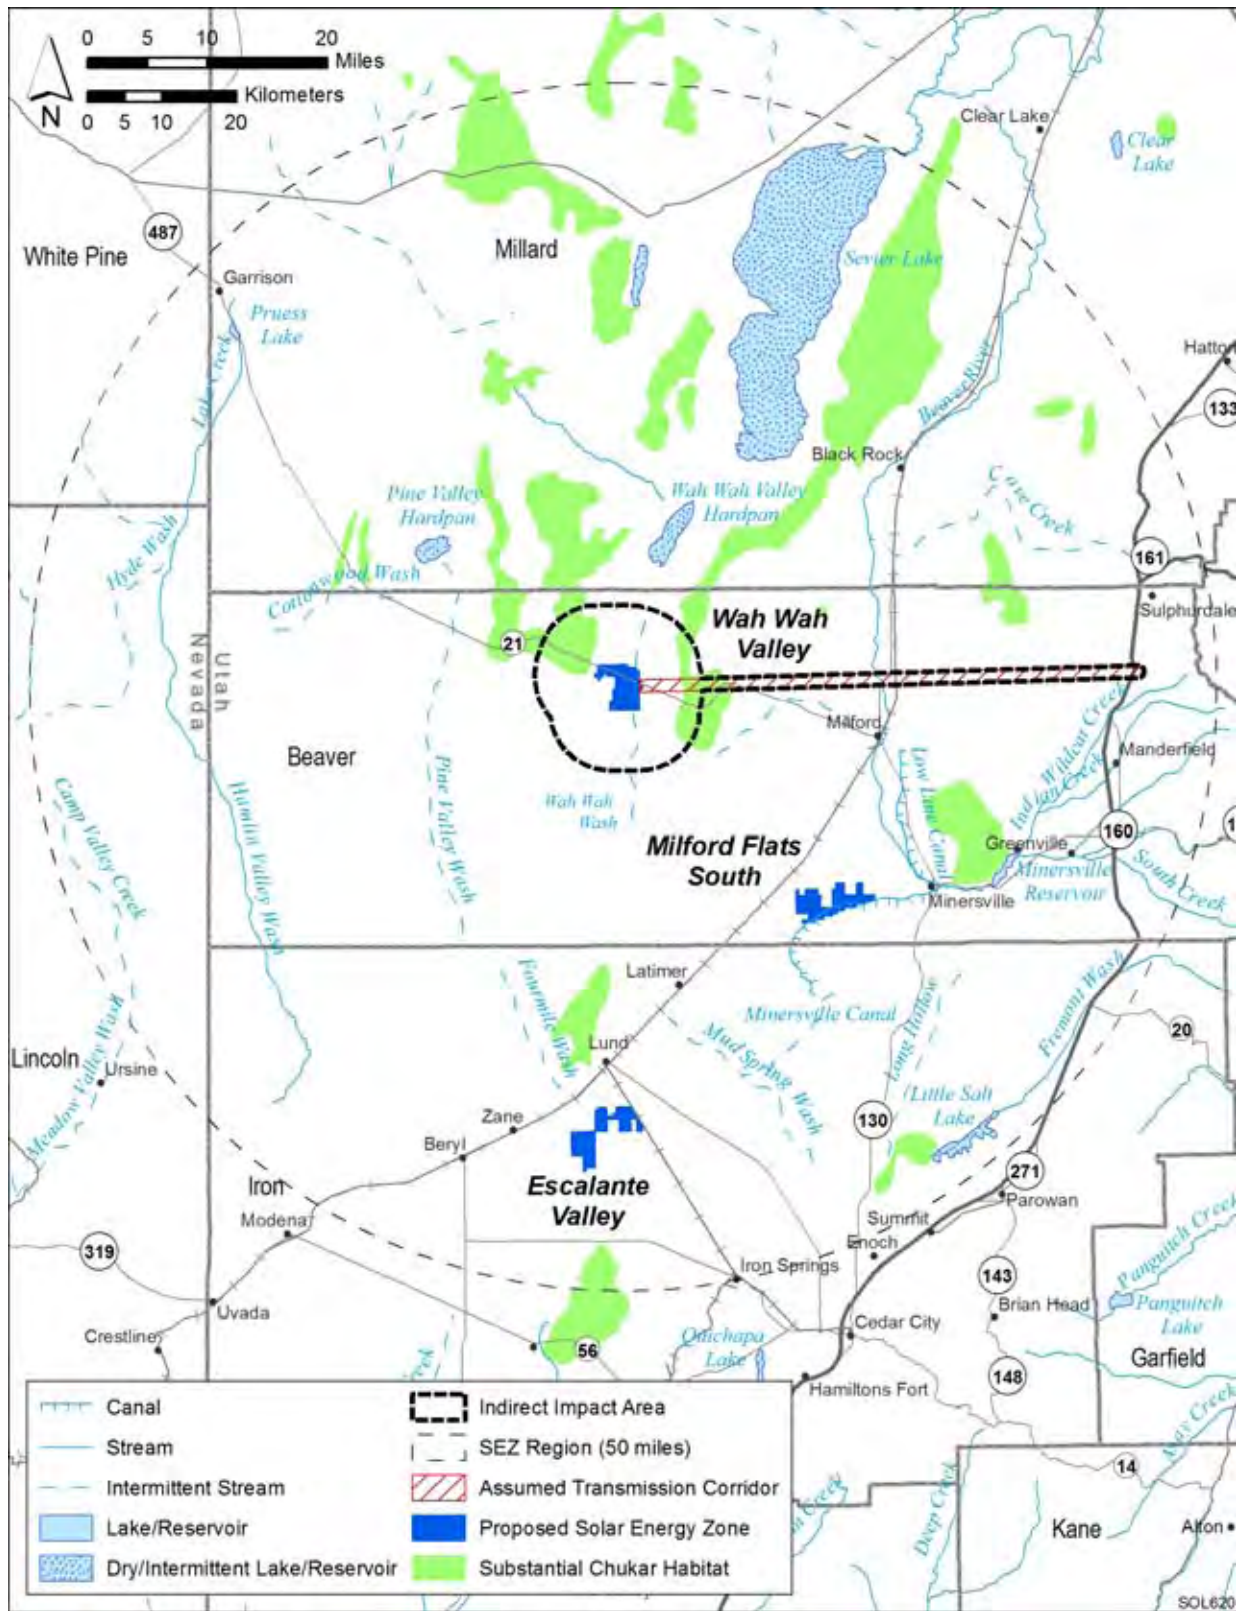 0 5 10 20
Miles
Kilometers
0 5 10 20
N
Clear Lake
Clear
Lake
487
White Pine
Millard
Sevier Lake
Garrison
Pruess
Lake
Hatton
Lake Creek
133
Beaver River
Black Rock
Pine Valley
Hardpan
Wah Wah Valley
Hardpan
Cove Creek
Hyde Wash
161
Cottonwood Wash
Sulphurdale
Wah Wah
Valley
21
Utah
Nevada
Milford
Wildcat Creek
Manderfield
Beaver
Indian Creek
Low Line Canal
Camp Valley Creek
Hamlin Valley Wash
Pine Valley Wash
Wah Wah
Wash
Milford Flats
South
160
Greenville
Minersville
Reservoir
South Creek
Minersville
Latimer
Fourmile Wash
Minersville Canal
Long Hollow
Fremont Wash
20
Lincoln
Ursine
Meadow Valley Wash
Lund
Mud Spring Wash
Little Salt
Lake
Zane
130
Beryl
Escalante
Valley
271
Iron
Parowan
Modena
Summit
Enoch
Panguitch Creek
319
Iron Springs
143
Uvada
Brian Head
Panguitch
Lake
Crestline
Cedar City
56
Quichapa
Lake
Garfield
Hamiltons Fort
148
Canal
Stream
Intermittent Stream
Lake/Reservoir
Dry/Intermittent Lake/Reservoir
Indirect Impact Area
SEZ Region (50 miles)
Assumed Transmission Corridor
Proposed Solar Energy Zone
Substantial Chukar Habitat
Asay Creek
14
Deep Creek
Kane
Alton
SOL620